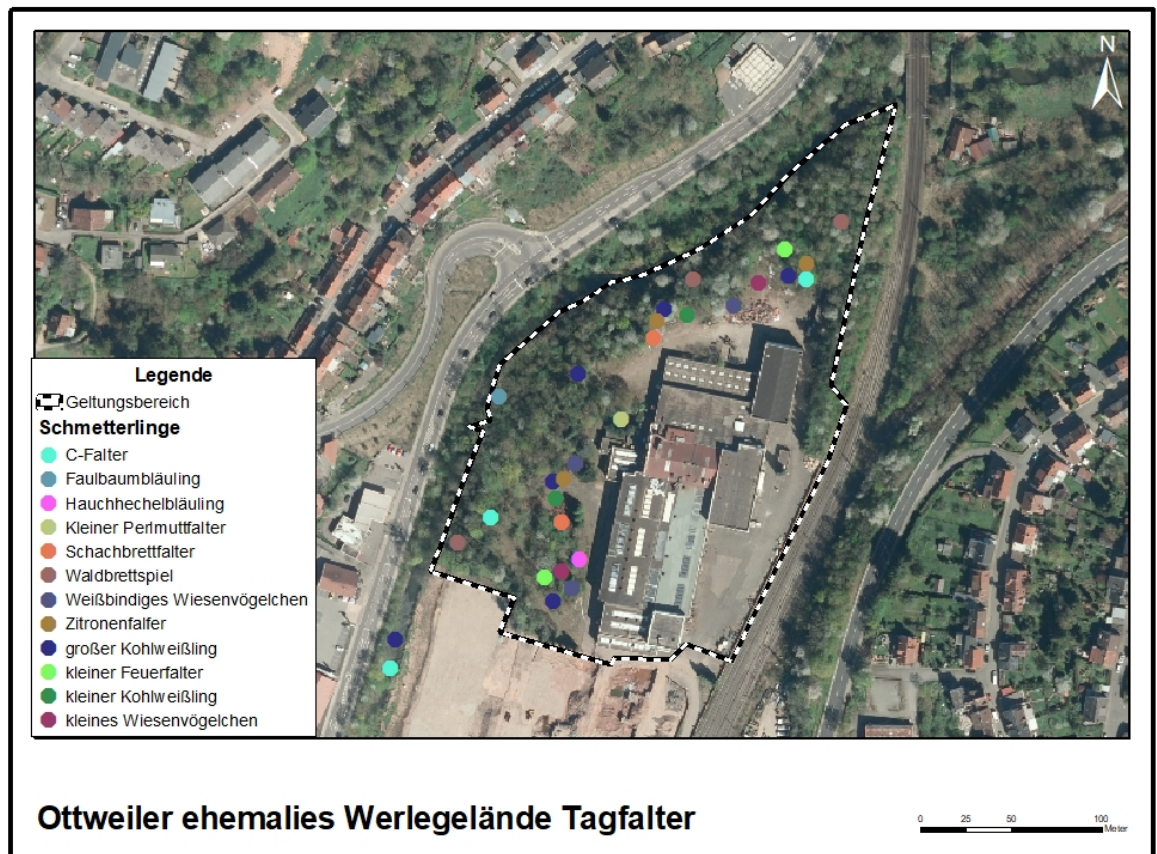 N
Legende
Geltungsbereich
Schmetterlinge
C-Falter
Faulbaumbläuling
Hauchhechelbläuling
Kleiner Perlmuttfalter
Schachbrettfalter
Waldbrettspiel
Weißbindiges Wiesenvögelchen
Zitronenfalfer
großer Kohlweißling
kleiner Feuerfalter
kleiner Kohlweißling
kleines Wiesenvögelchen
Ottweiler ehemalies Werlegelände Tagfalter
0 25 50 100
Meter